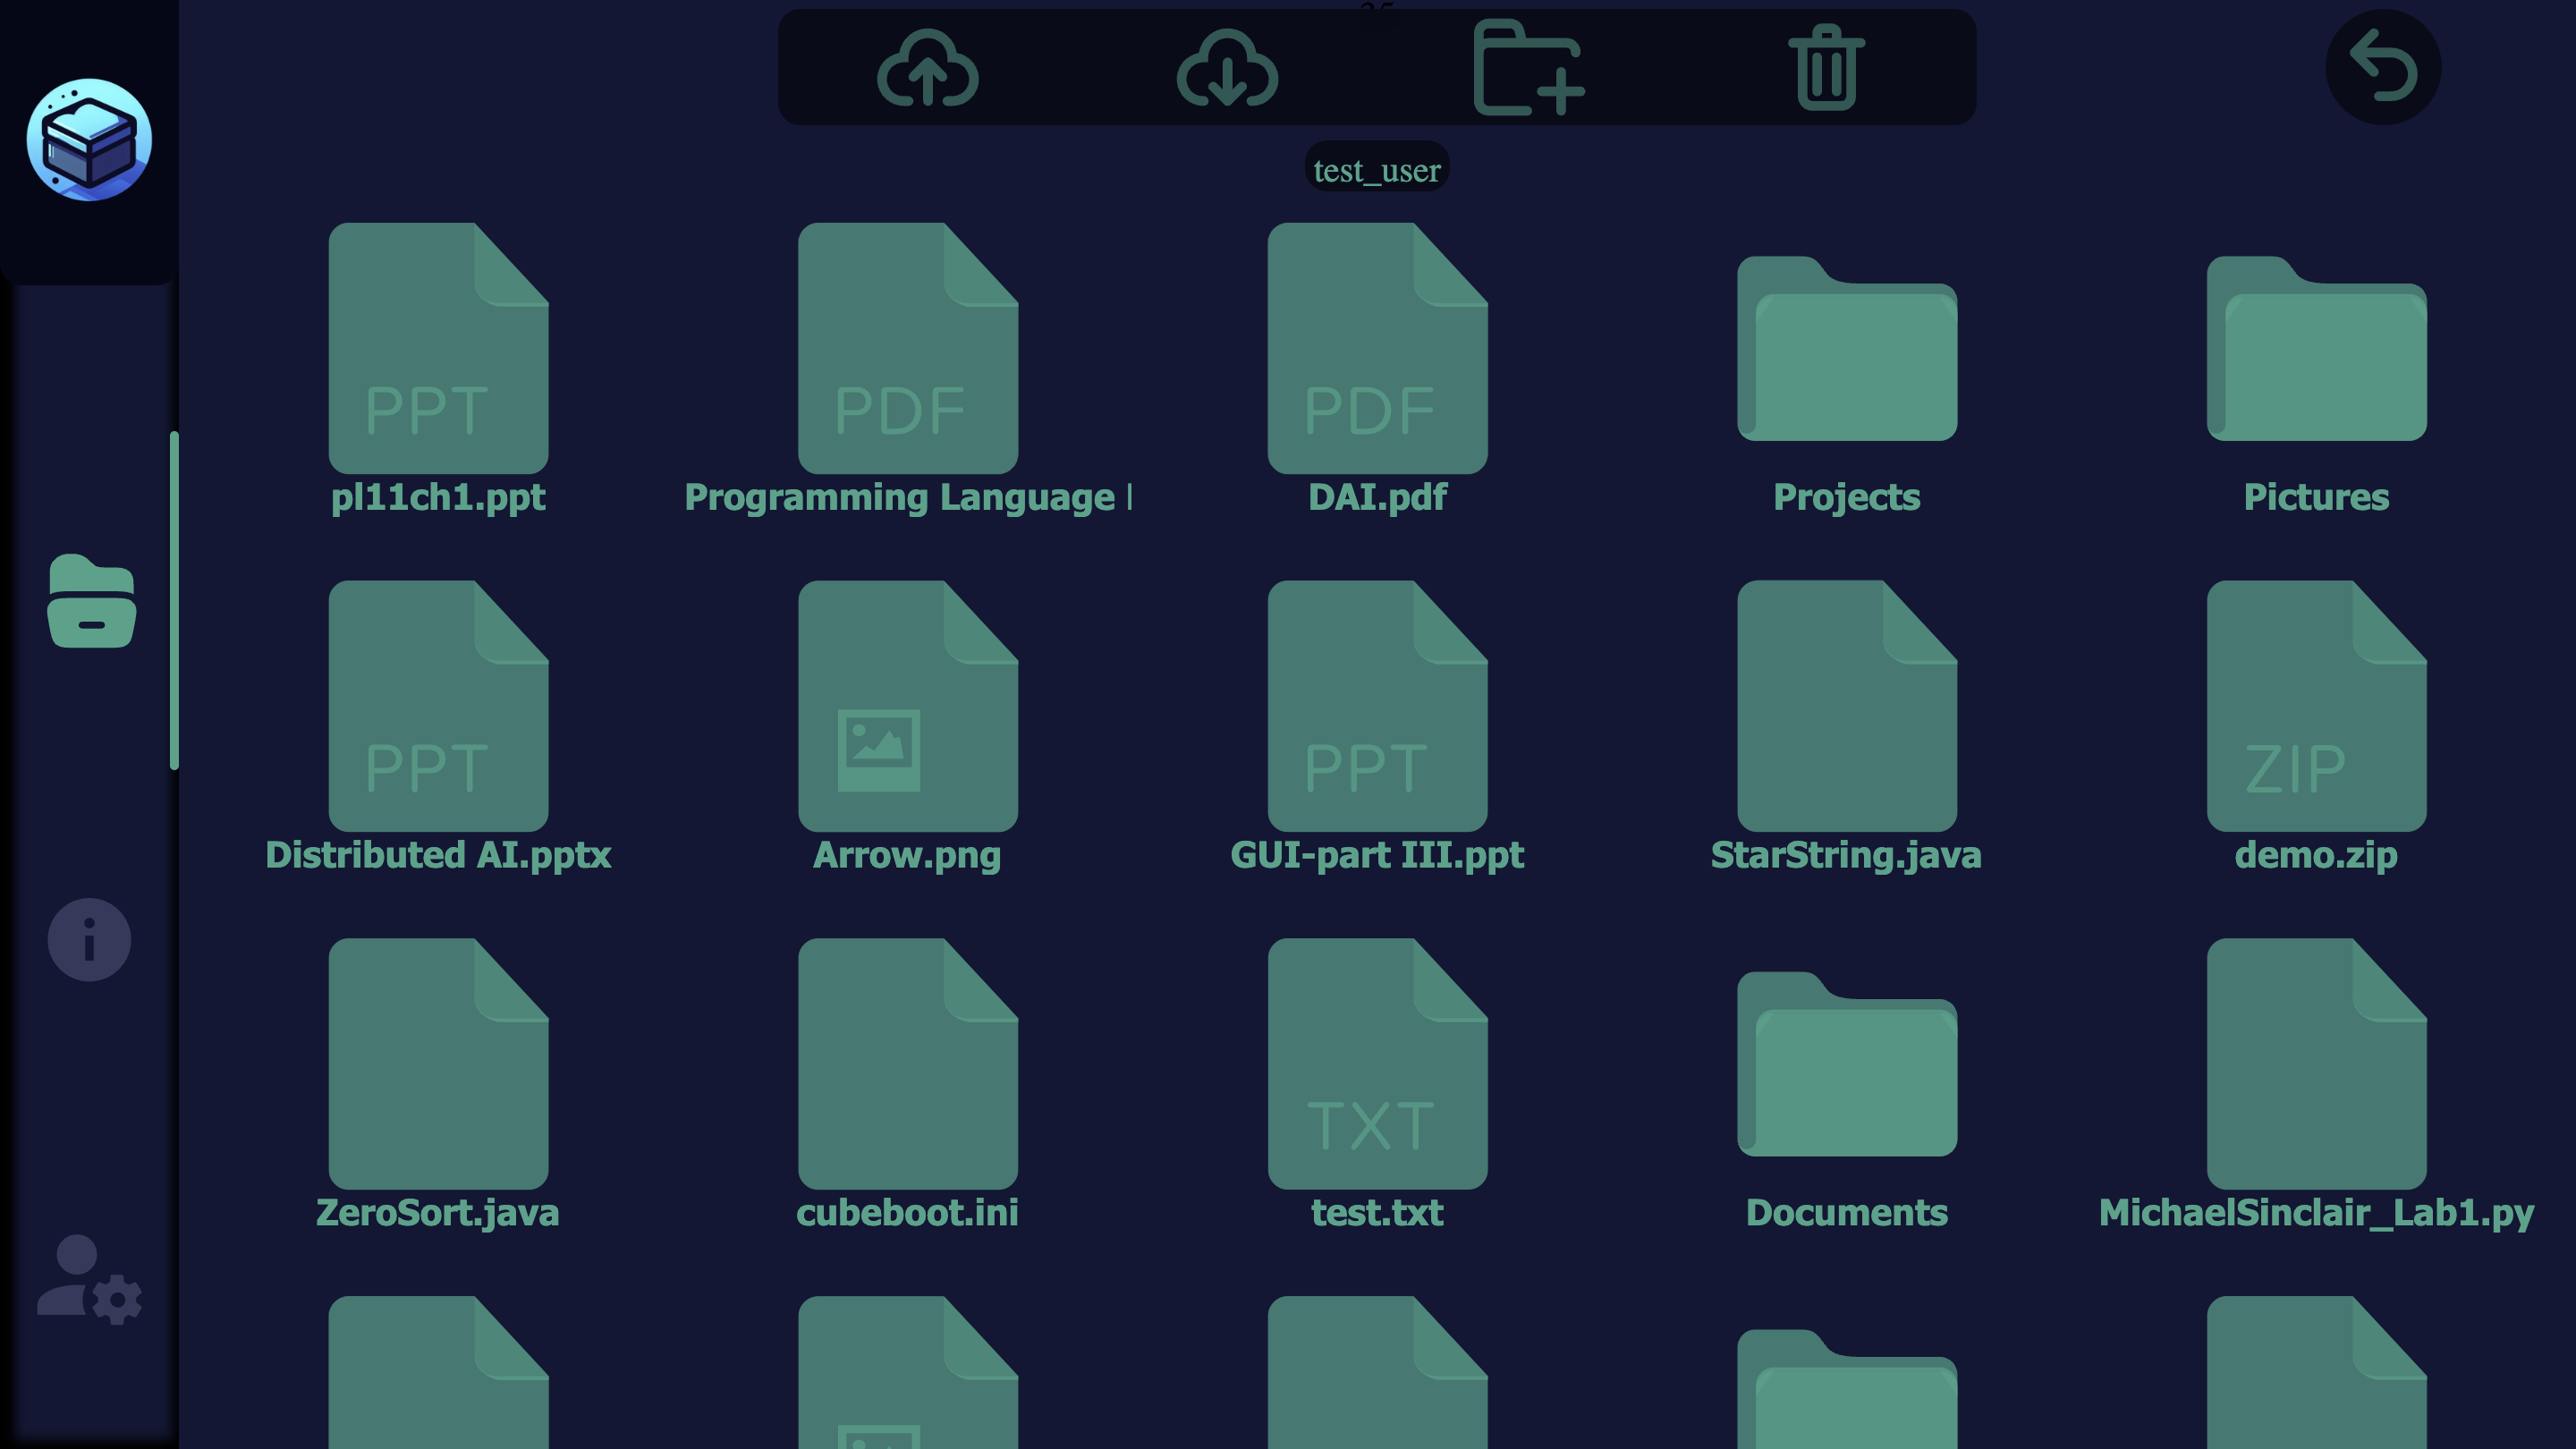 test_user
PPT
PDF
PDF
pl11ch1.ppt
Programming Language
DAI.pdf
Projects
Pictures
PPT
PPT
ZIP
Distributed AI.pptx
Arrow.png
GUI-part III.ppt
StarString.java
demo.zip
TXT
ZeroSort.java
cubeboot.ini
test.txt
Documents
MichaelSinclair_Lab1.py